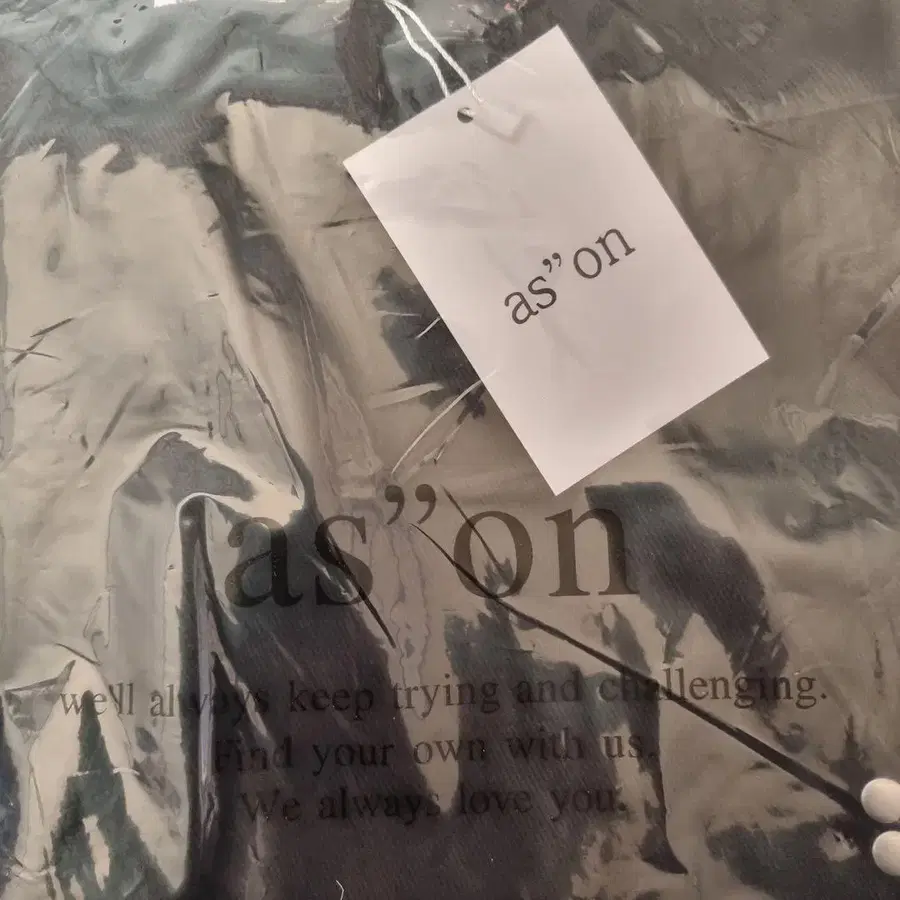 as”on
as”on
we'll always keep trying and challenging.
Find your own with us.
We always love you.